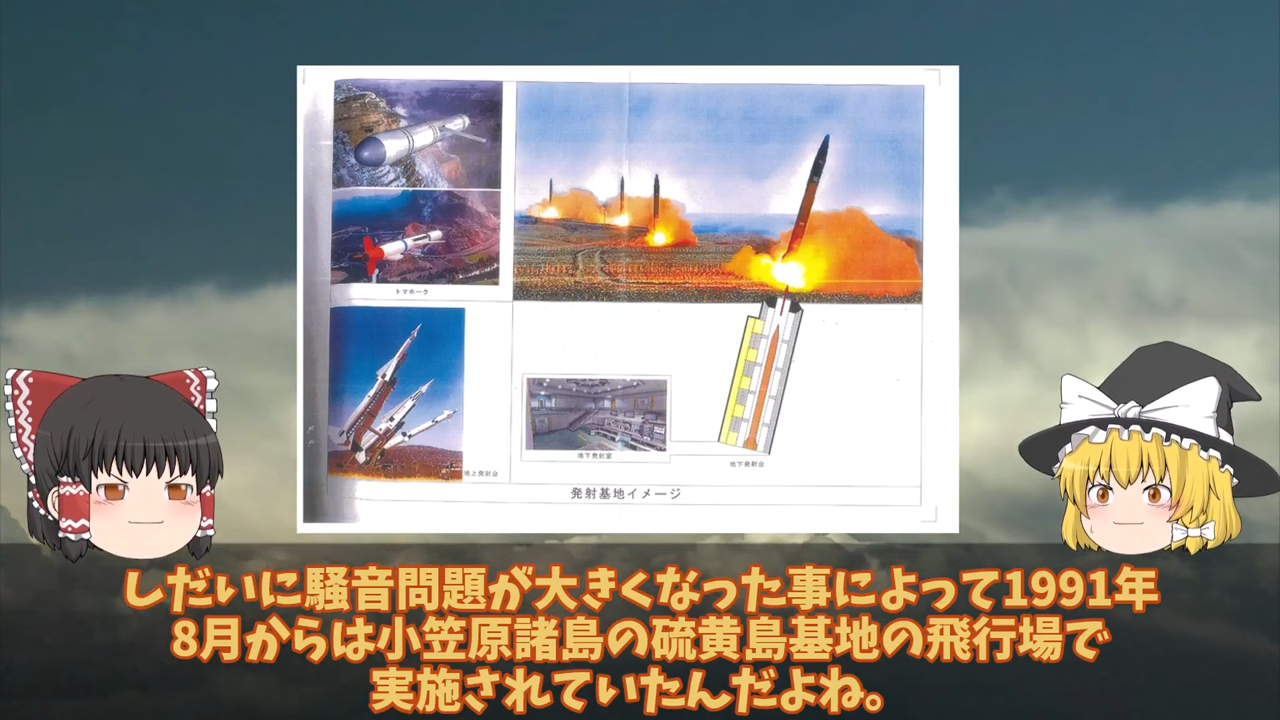 トマホーク
地上発射台
地下発射室
地下発射台
発射基地イメージ
しだいに騒音問題が大きくなった事によって1991年
8月からは小笠原諸島の硫黄島基地の飛行場で
実施されていたんだよね。